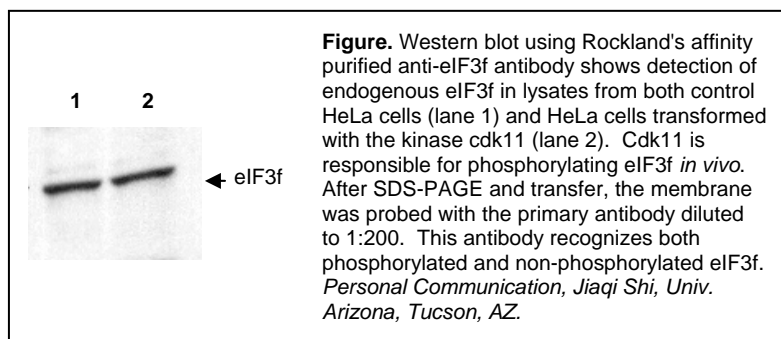 1 2
eIF3f
Figure. Western blot using Rockland's affinity
purified anti-eIF3f antibody shows detection of
endogenous eIF3f in lysates from both control
HeLa cells (lane 1) and HeLa cells transformed
with the kinase cdk11 (lane 2). Cdk11 is
responsible for phosphorylating eIF3f in vivo.
After SDS-PAGE and transfer, the membrane
was probed with the primary antibody diluted
to 1:200. This antibody recognizes both
phosphorylated and non-phosphorylated eIF3f.
Personal Communication, Jiaqi Shi, Univ.
Arizona, Tucson, AZ.